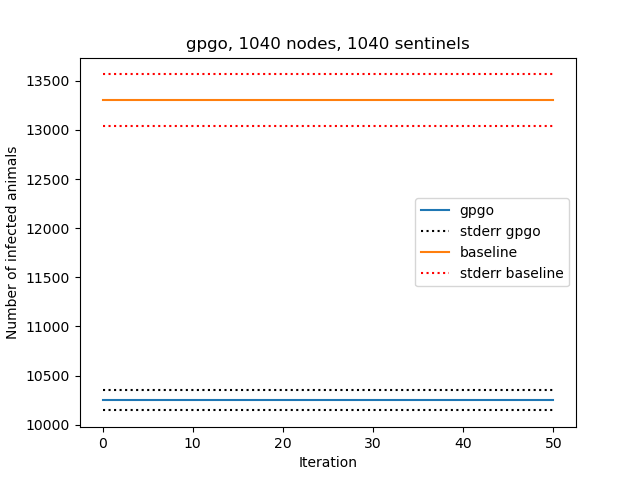 gpgo, 1040 nodes, 1040 sentinels
Number of infected animals
13500
13000
12500
12000
11500
11000
10500
10000
gpgo
stderr gpgo
baseline
stderr baseline
0 10 20 30 40 50
Iteration